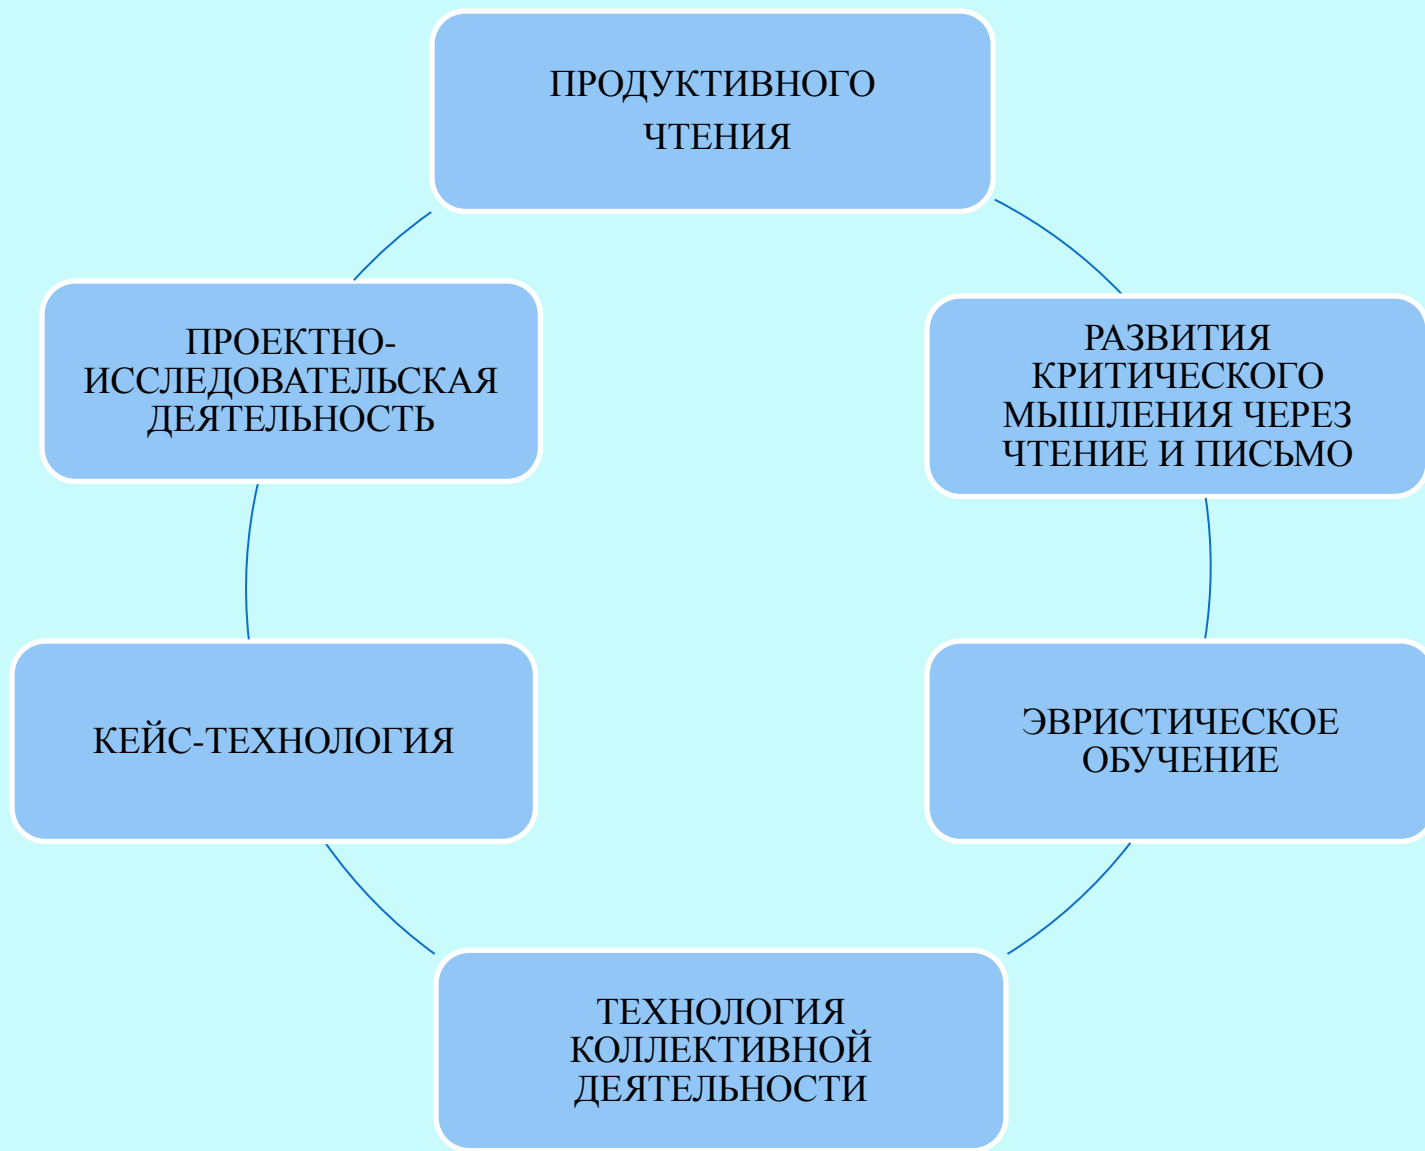 ПРОДУКТИВНОГО
ЧТЕНИЯ
ПРОЕКТНО-
ИССЛЕДОВАТЕЛЬСКАЯ
ДЕЯТЕЛЬНОСТЬ
РАЗВИТИЯ
КРИТИЧЕСКОГО
МЫШЛЕНИЯ ЧЕРЕЗ
ЧТЕНИЕ И ПИСЬМО
КЕЙС-ТЕХНОЛОГИЯ
ЭВРИСТИЧЕСКОЕ
ОБУЧЕНИЕ
ТЕХНОЛОГИЯ
КОЛЛЕКТИВНОЙ
ДЕЯТЕЛЬНОСТИ